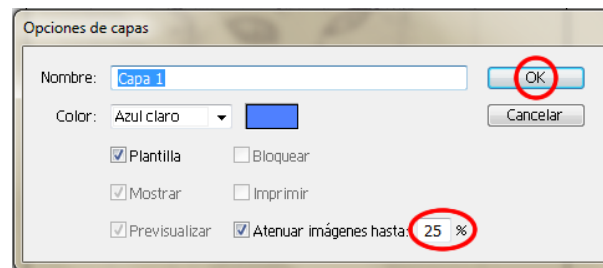 Opciones de capas
Nombre: Capa 1 OK
Color: Azul claro Cancelar
Plantilla Bloquear
Mostrar Imprimir
Previsualizar Atenuar imágenes hasta: 25 %